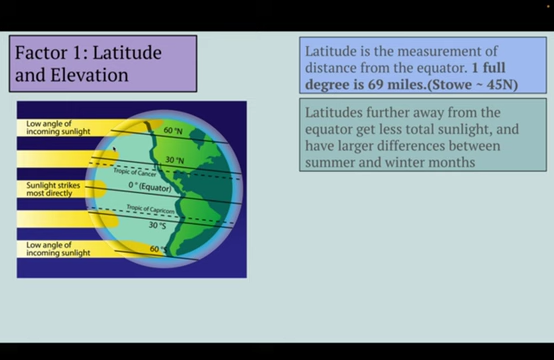 Factor 1: Latitude
and Elevation
Latitude is the measurement of
distance from the equator. 1 full
degree is 69 miles.(Stowe ~ 45N)
Latitudes further away from the
equator get less total sunlight, and
have larger differences between
summer and winter months
Low angle of
incoming sunlight
60 °N
30 °N
Tropic of Cancer
Sunlight strikes
most directly
0 ° (Equator)
Tropic of Capricorn
30 °S
Low angle of
incoming sunlight
60 °S